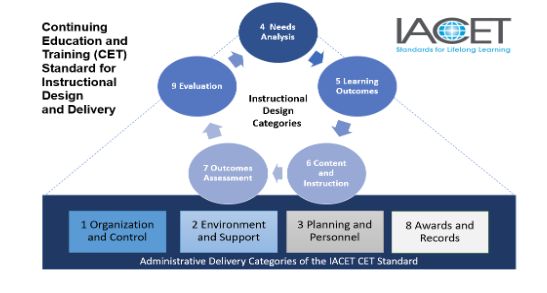 Continuing
Education and
Training (CET)
Standard for
Instructional
Design
and Delivery
IACET
Standards for Lifelong Learning
4 Needs
Analysis
5 Learning
Outcomes
6 Content
and
Instruction
7 Outcomes
Assessment
9 Evaluation
Instructional
Design
Categories
1 Organization
and Control
2 Environment
and Support
3 Planning and
Personnel
8 Awards and
Records
Administrative Delivery Categories of the IACET CET Standard